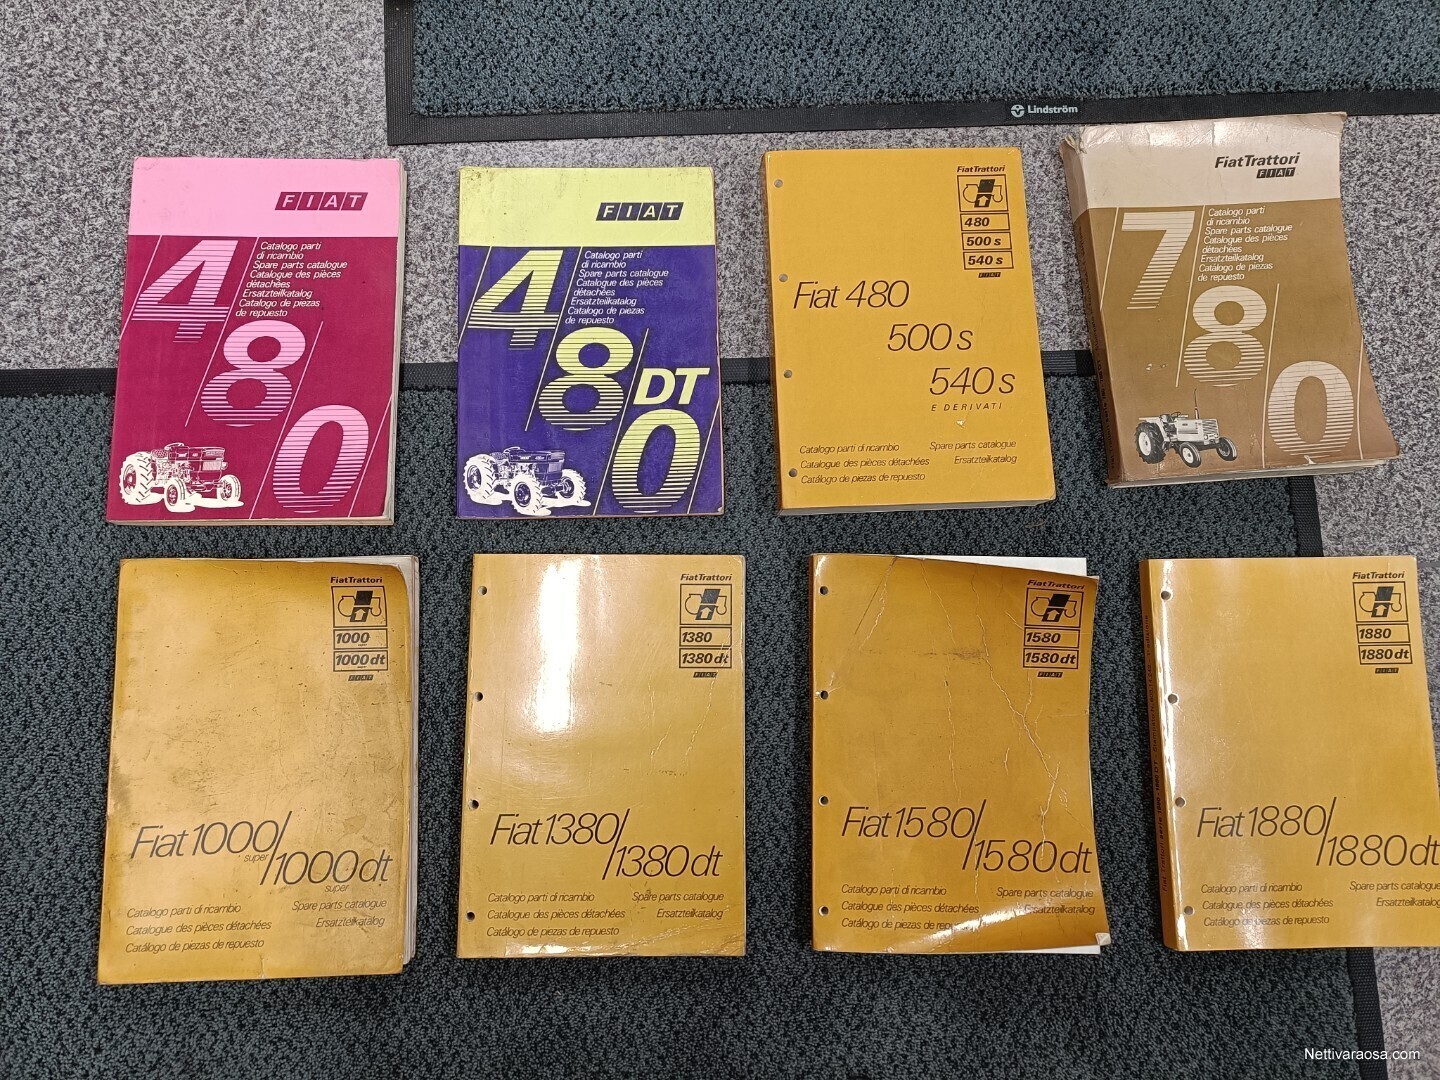 Lindström
FIAT
480
Catalogo parti
di ricambio
Spare parts catalogue
Catalogue des pièces
détachées
Ersatzteilkatalog
Catalogo de piezas
de repuesto
FIAT
480 DT
Catalogo parti
di ricambio
Spare parts catalogue
Catalogue des pièces
détachées
Ersatzteilkatalog
Catalogo de piezas
de repuesto
FiatTrattori
480
500 s
540 s
FIAT
Fiat 480
500 s
540 s
E DERIVATI
Catalogo parti di ricambio
Spare parts catalogue
Catalogue des pièces détachées
Ersatzteilkatalog
Catálogo de piezas de repuesto
FiatTrattori
FIAT
780
Catalogo parti
di ricambio
Spare parts catalogue
Catalogue des pièces
détachées
Ersatzteilkatalog
Catálogo de piezas
de repuesto
FiatTrattori
1000
1000 dt
FIAT
Fiat 1000/
super
1000 dt
super
Catalogo parti di ricambio
Spare parts catalogue
Catalogue des pièces détachées
Ersatzteilkatalog
Catálogo de piezas de repuesto
FiatTrattori
1380
1380 dt
FIAT
Fiat 1380/
1380 dt
Catalogo parti di ricambio
Spare parts catalogue
Catalogue des pièces détachées
Ersatzteilkatalog
Catálogo de piezas de repuesto
FiatTrattori
1580
1580 dt
FIAT
Fiat 1580/
1580 dt
Catalogo parti di ricambio
Spare parts catalogue
Catalogue des pièces détachées
Ersatzteilkatalog
Catálogo de piezas de
FiatTrattori
1880
1880 dt
FIAT
Fiat 1880/
1880 dt
Catalogo parti di ricambio
Spare parts catalogue
Catalogue des pièces détachées
Ersatzteilkatalog
Catálogo de piezas de repuesto
Nettivaraosa.com